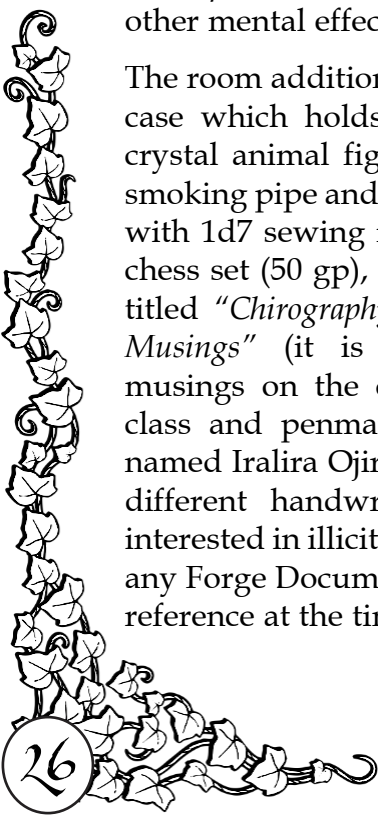 other mental effec
The room addition
case which holds
crystal animal fig
smoking pipe and
with 1d7 sewing
chess set (50 gp),
titled “Chirography
Musings” (it is
musings on the
class and penma
named Iralira Ojin
different handwr
interested in illicit
any Forge Docum
reference at the tin
26